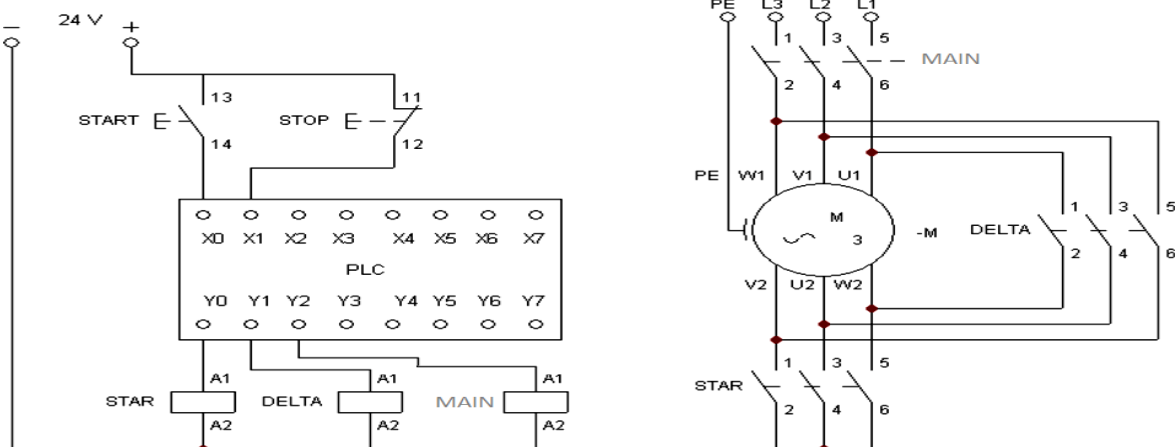 24 V
− +
13 11
START STOP
14 12
X0 X1 X2 X3 X4 X5 X6 X7
PLC
Y0 Y1 Y2 Y3 Y4 Y5 Y6 Y7
A1 A1 A1
STAR DELTA MAIN
A2 A2 A2
PE L3 L2 L1
1 3 5
MAIN
2 4 6
PE W1 V1 U1
M
3
-M
1 3 5
DELTA
2 4 6
V2 U2 W2
1 3 5
STAR
2 4 6